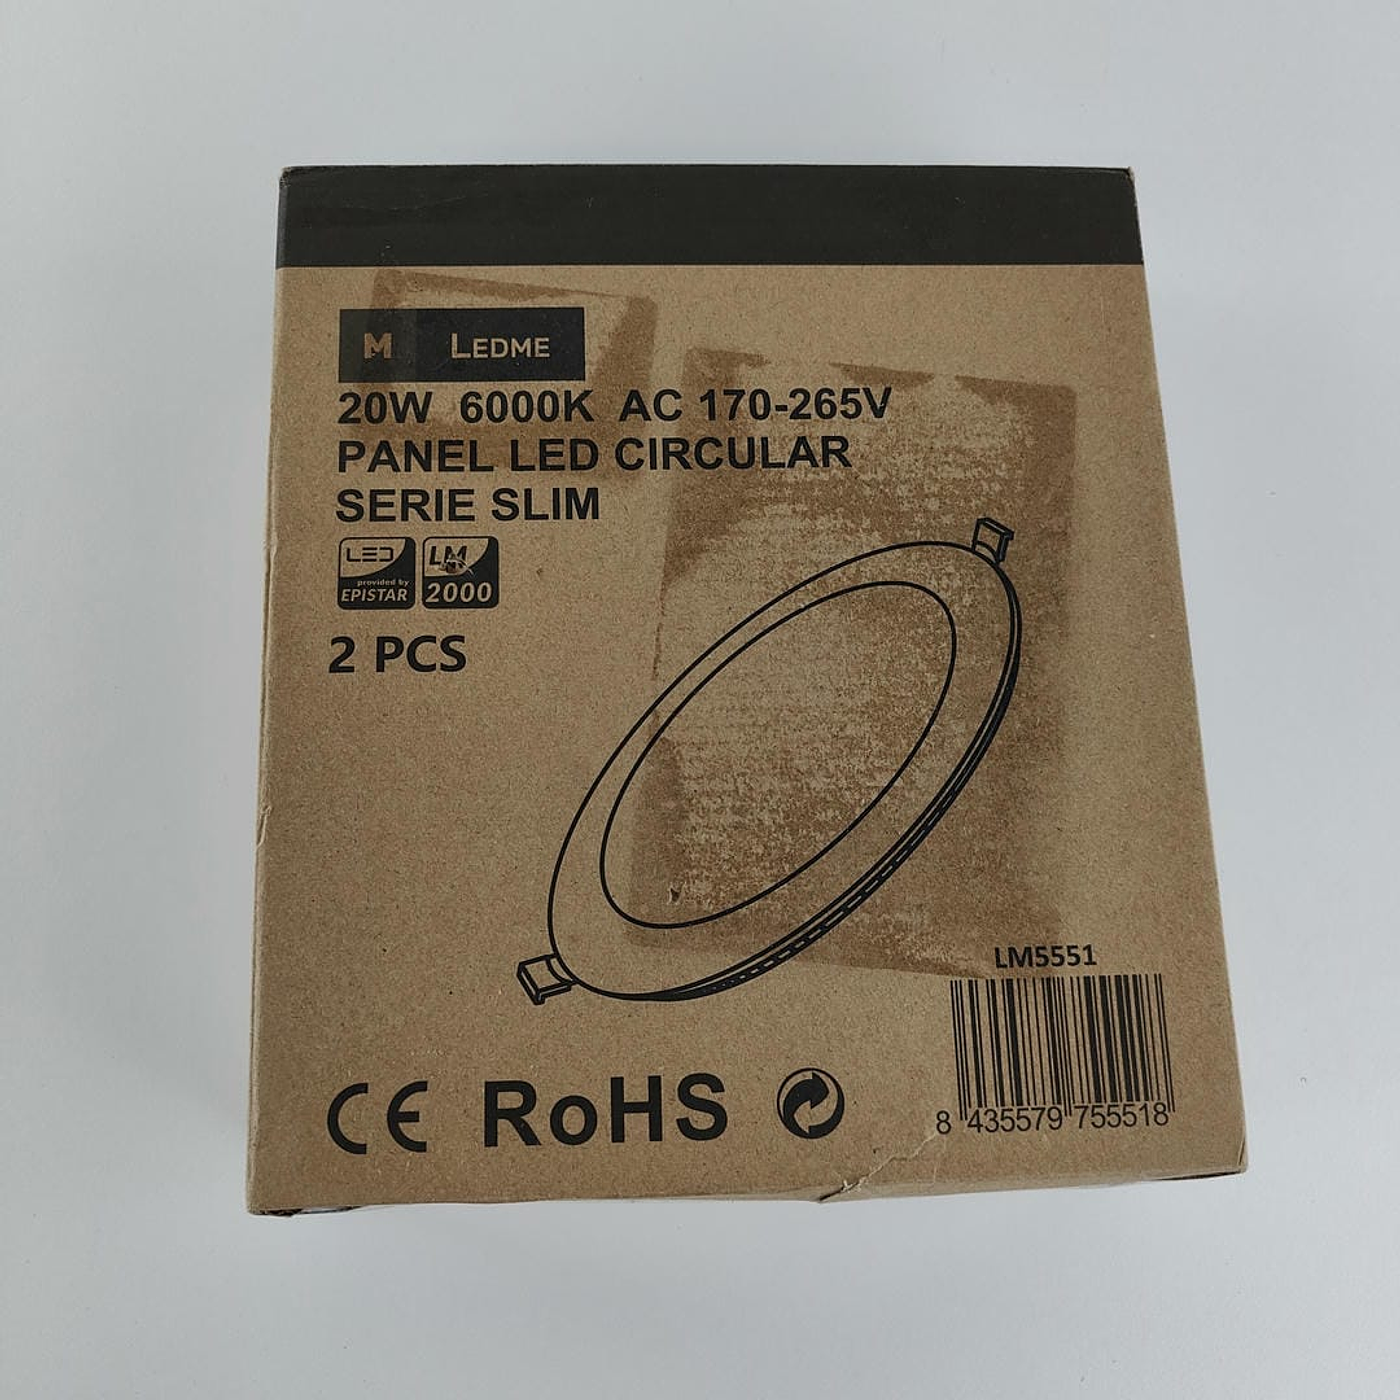 M LEDME
20W 6000K AC 170-265V
PANEL LED CIRCULAR
SERIE SLIM
LED
provided by
EPISTAR
LM
2000
2 PCS
LM5551
8 435579 755518
CE RoHS